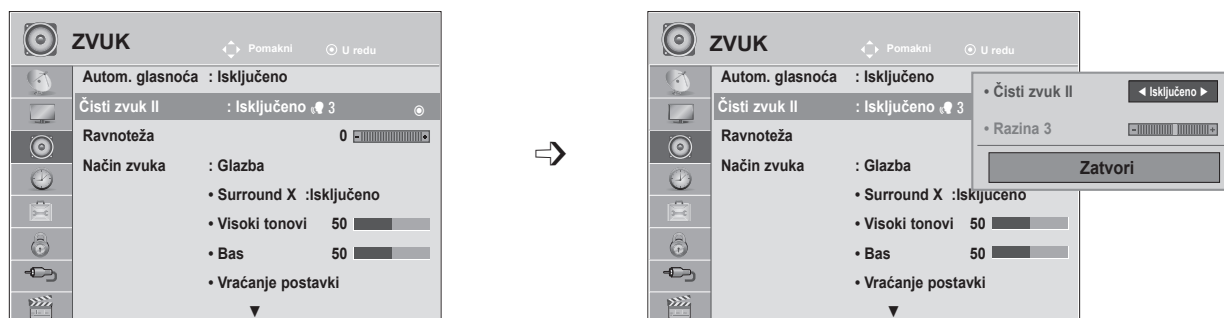 ZVUK
Pomakni
U redu
Autom. glasnoća : Isključeno
Čisti zvuk II : Isključeno 3
Ravnoteža 0 - +
Način zvuka : Glazba
• Surround X :Isključeno
• Visoki tonovi 50
• Bas 50
• Vraćanje postavki
▼
ZVUK
Pomakni
U redu
Autom. glasnoća : Isključeno
Čisti zvuk II : Isključeno 3
Ravnoteža
Način zvuka : Glazba
• Surround X :Isključeno
• Visoki tonovi 50
• Bas 50
• Vraćanje postavki
▼
• Čisti zvuk II ◀ Isključeno ▶
• Razina 3 - +
Zatvori